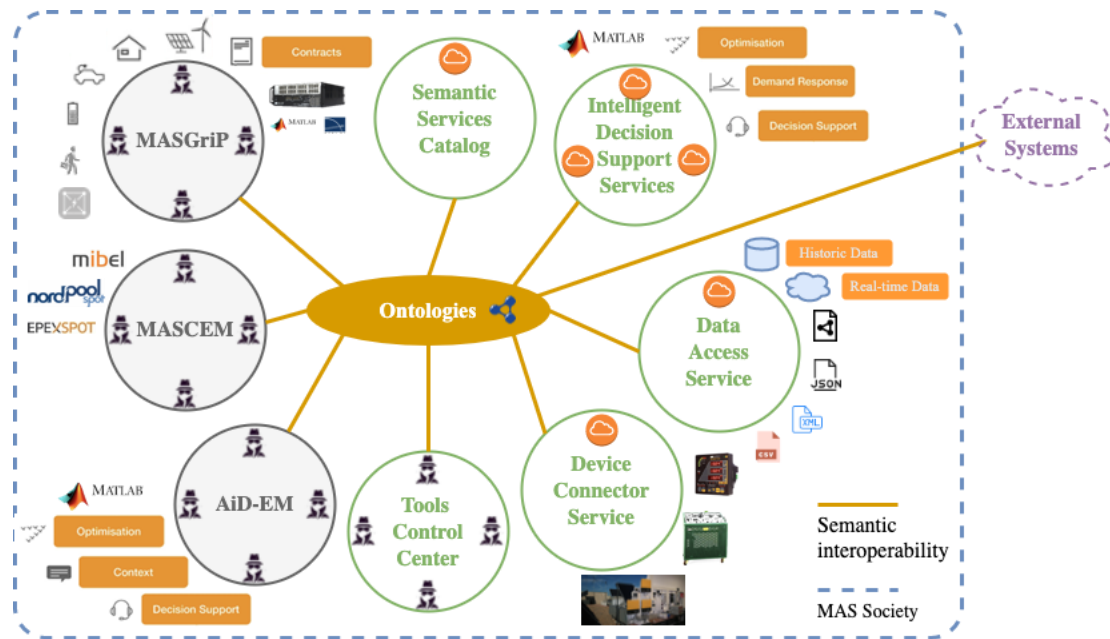 MATLAB
Optimisation
Contracts
Demand Response
Decision Support
MATLAB
MASGriP
Semantic
Services
Catalog
Intelligent
Decision
Support
Services
External
Systems
mibel
nordpool
spot
EPEXSPOT
MASCEM
Ontologies
Historic Data
Real-time Data
Data
Access
Service
JSON
XML
CSV
MATLAB
Optimisation
Context
Decision Support
AiD-EM
Tools
Control
Center
Device
Connector
Service
Semantic
interoperability
MAS Society